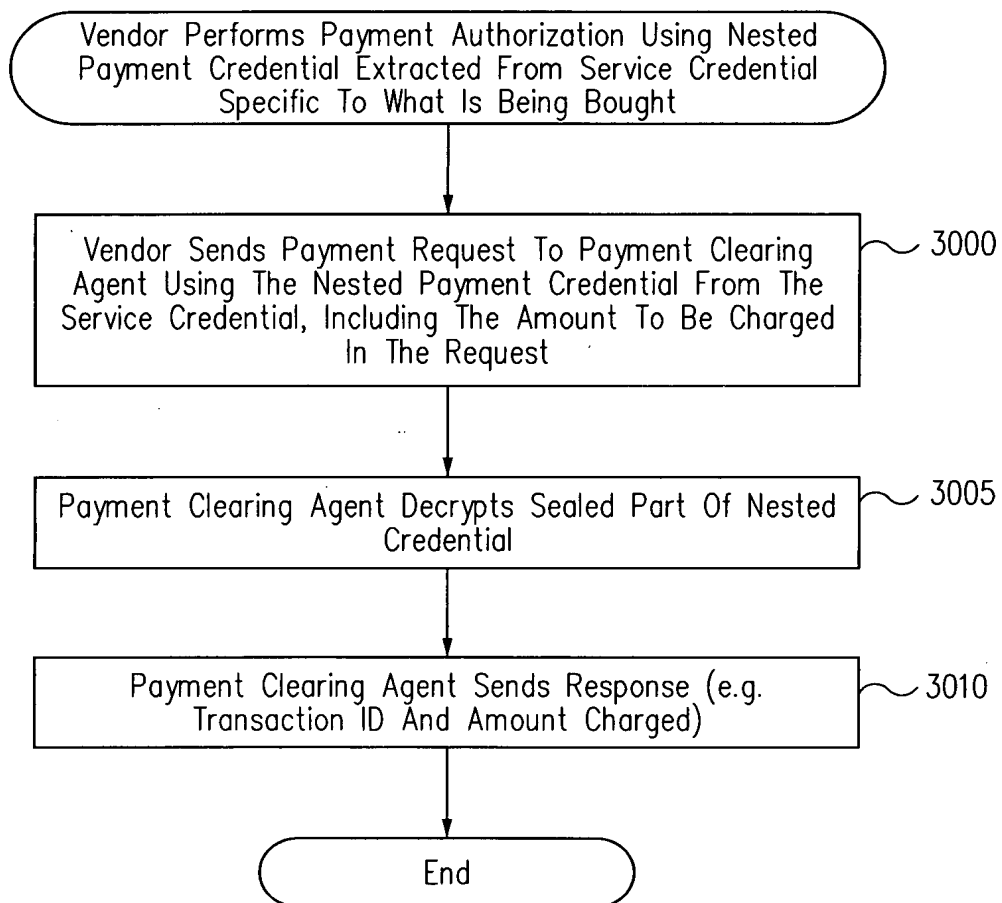 Vendor Performs Payment Authorization Using Nested
Payment Credential Extracted From Service Credential
Specific To What Is Being Bought
Vendor Sends Payment Request To Payment Clearing
Agent Using The Nested Payment Credential From The
Service Credential, Including The Amount To Be Charged
In The Request
3000
Payment Clearing Agent Decrypts Sealed Part Of Nested
Credential
3005
Payment Clearing Agent Sends Response (e.g.
Transaction ID And Amount Charged)
3010
End